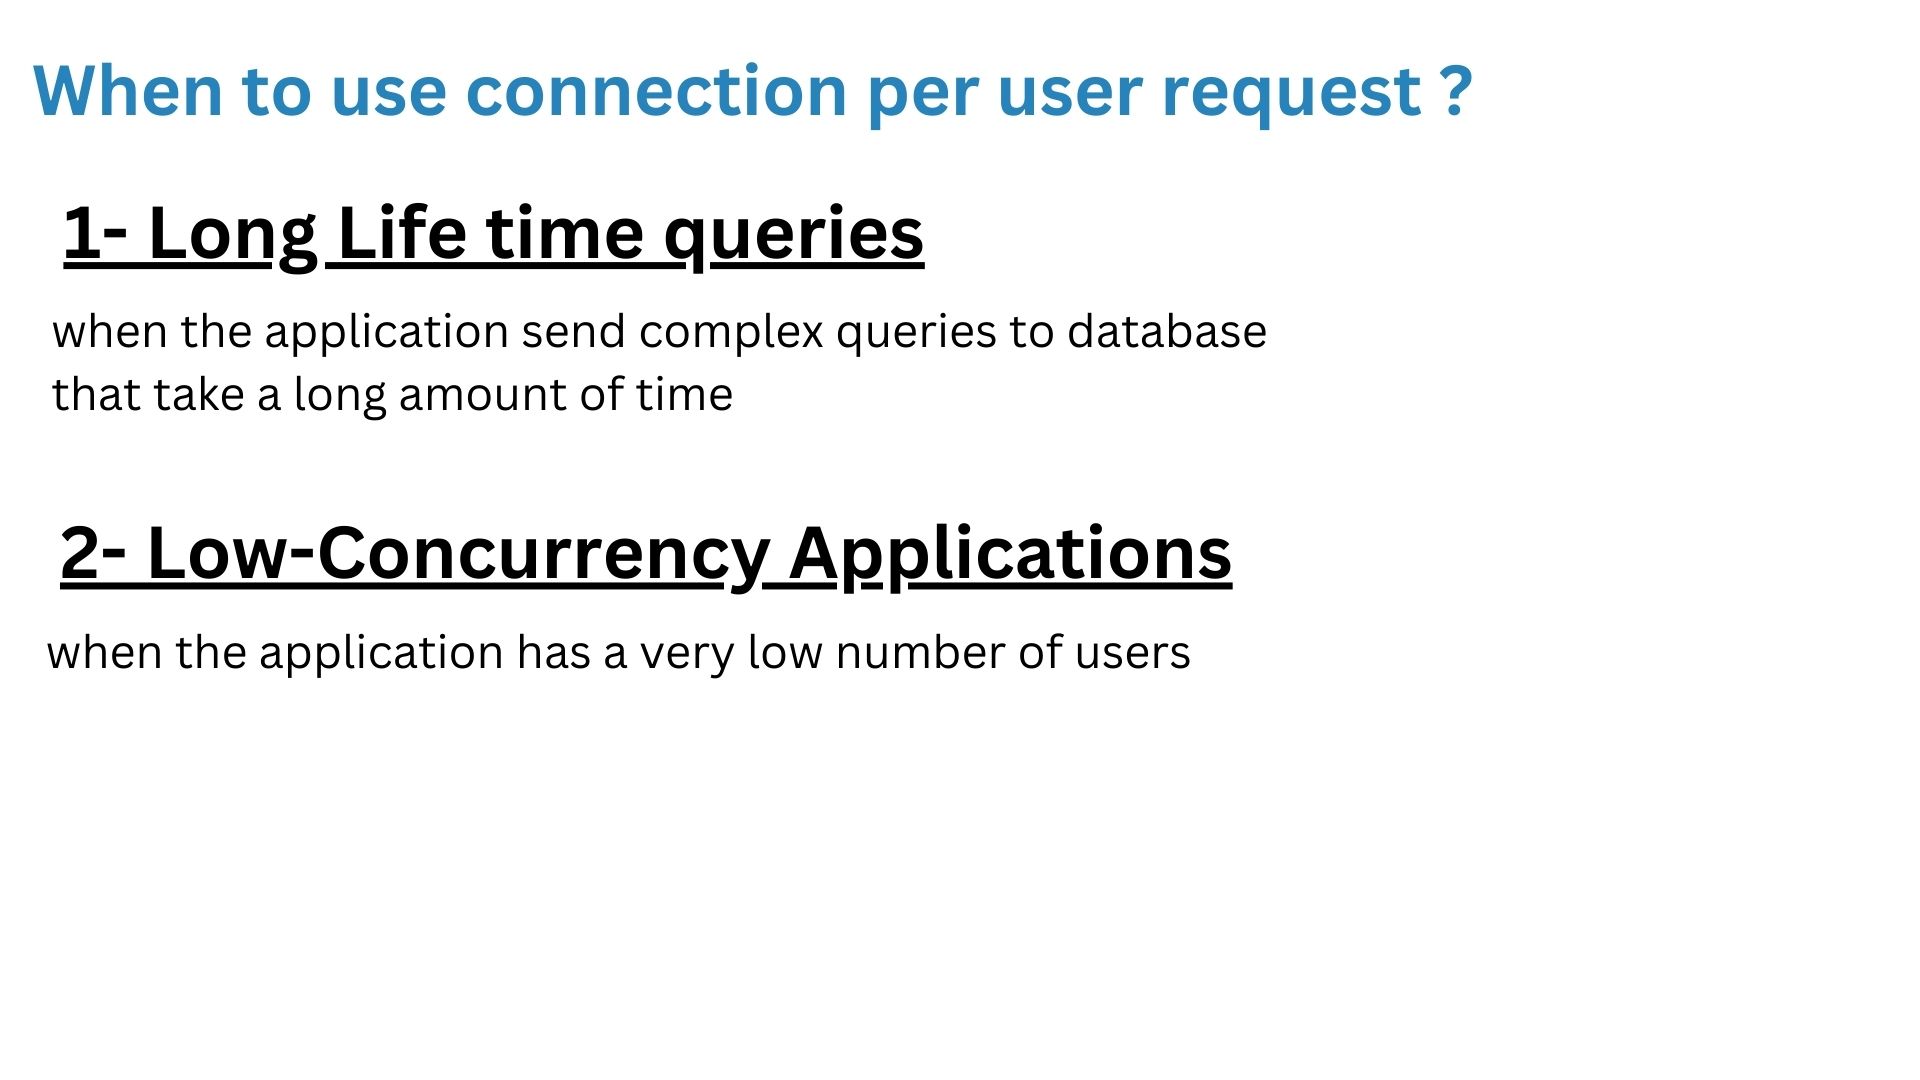 When to use connection per user request ?
1- Long Life time queries
when the application send complex queries to database
that take a long amount of time
2- Low-Concurrency Applications
when the application has a very low number of users